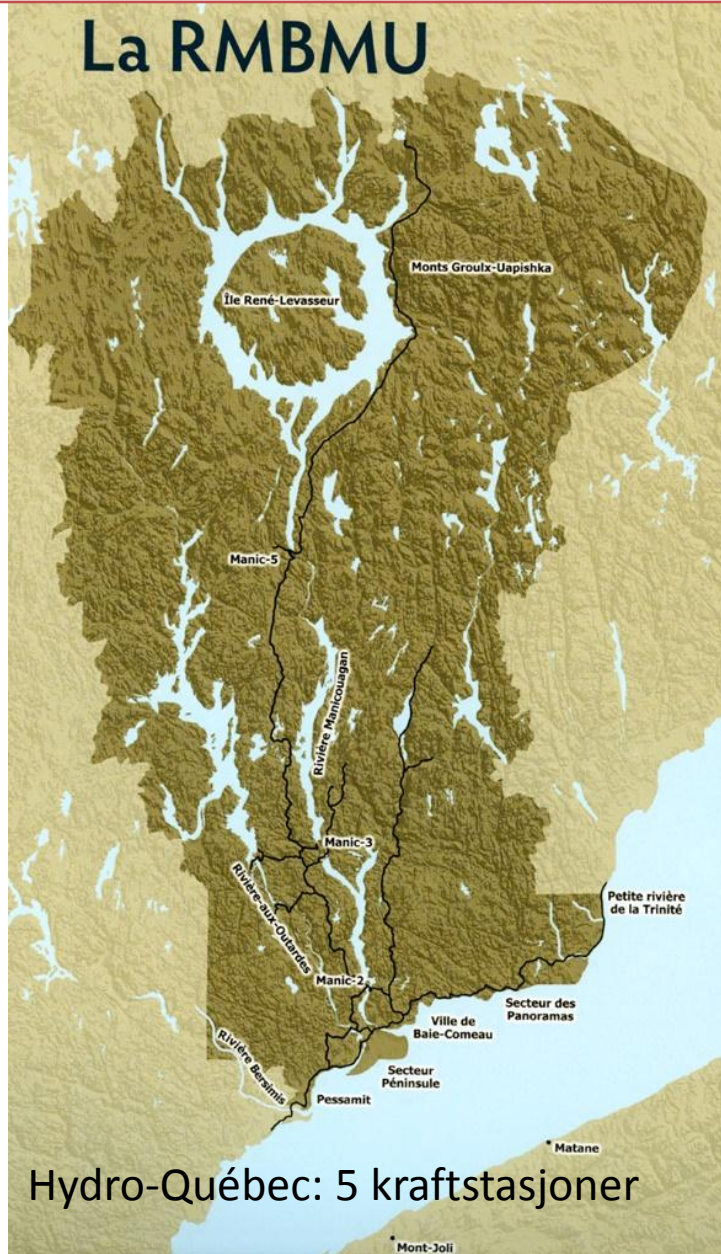 La RMBMU
Monts Groulx-Uapishka
Île René-Levasseur
Manic-5
Rivière Manicouagan
Manic-3
Rivière-aux-Outardes
Petite rivière
de la Trinité
Manic-2
Secteur des
Panoramas
Ville de
Baie-Comeau
Rivière Bersimis
Secteur
Péninsule
Pessamit
Matane
Hydro-Québec: 5 kraftstasjoner
Mont-Joli